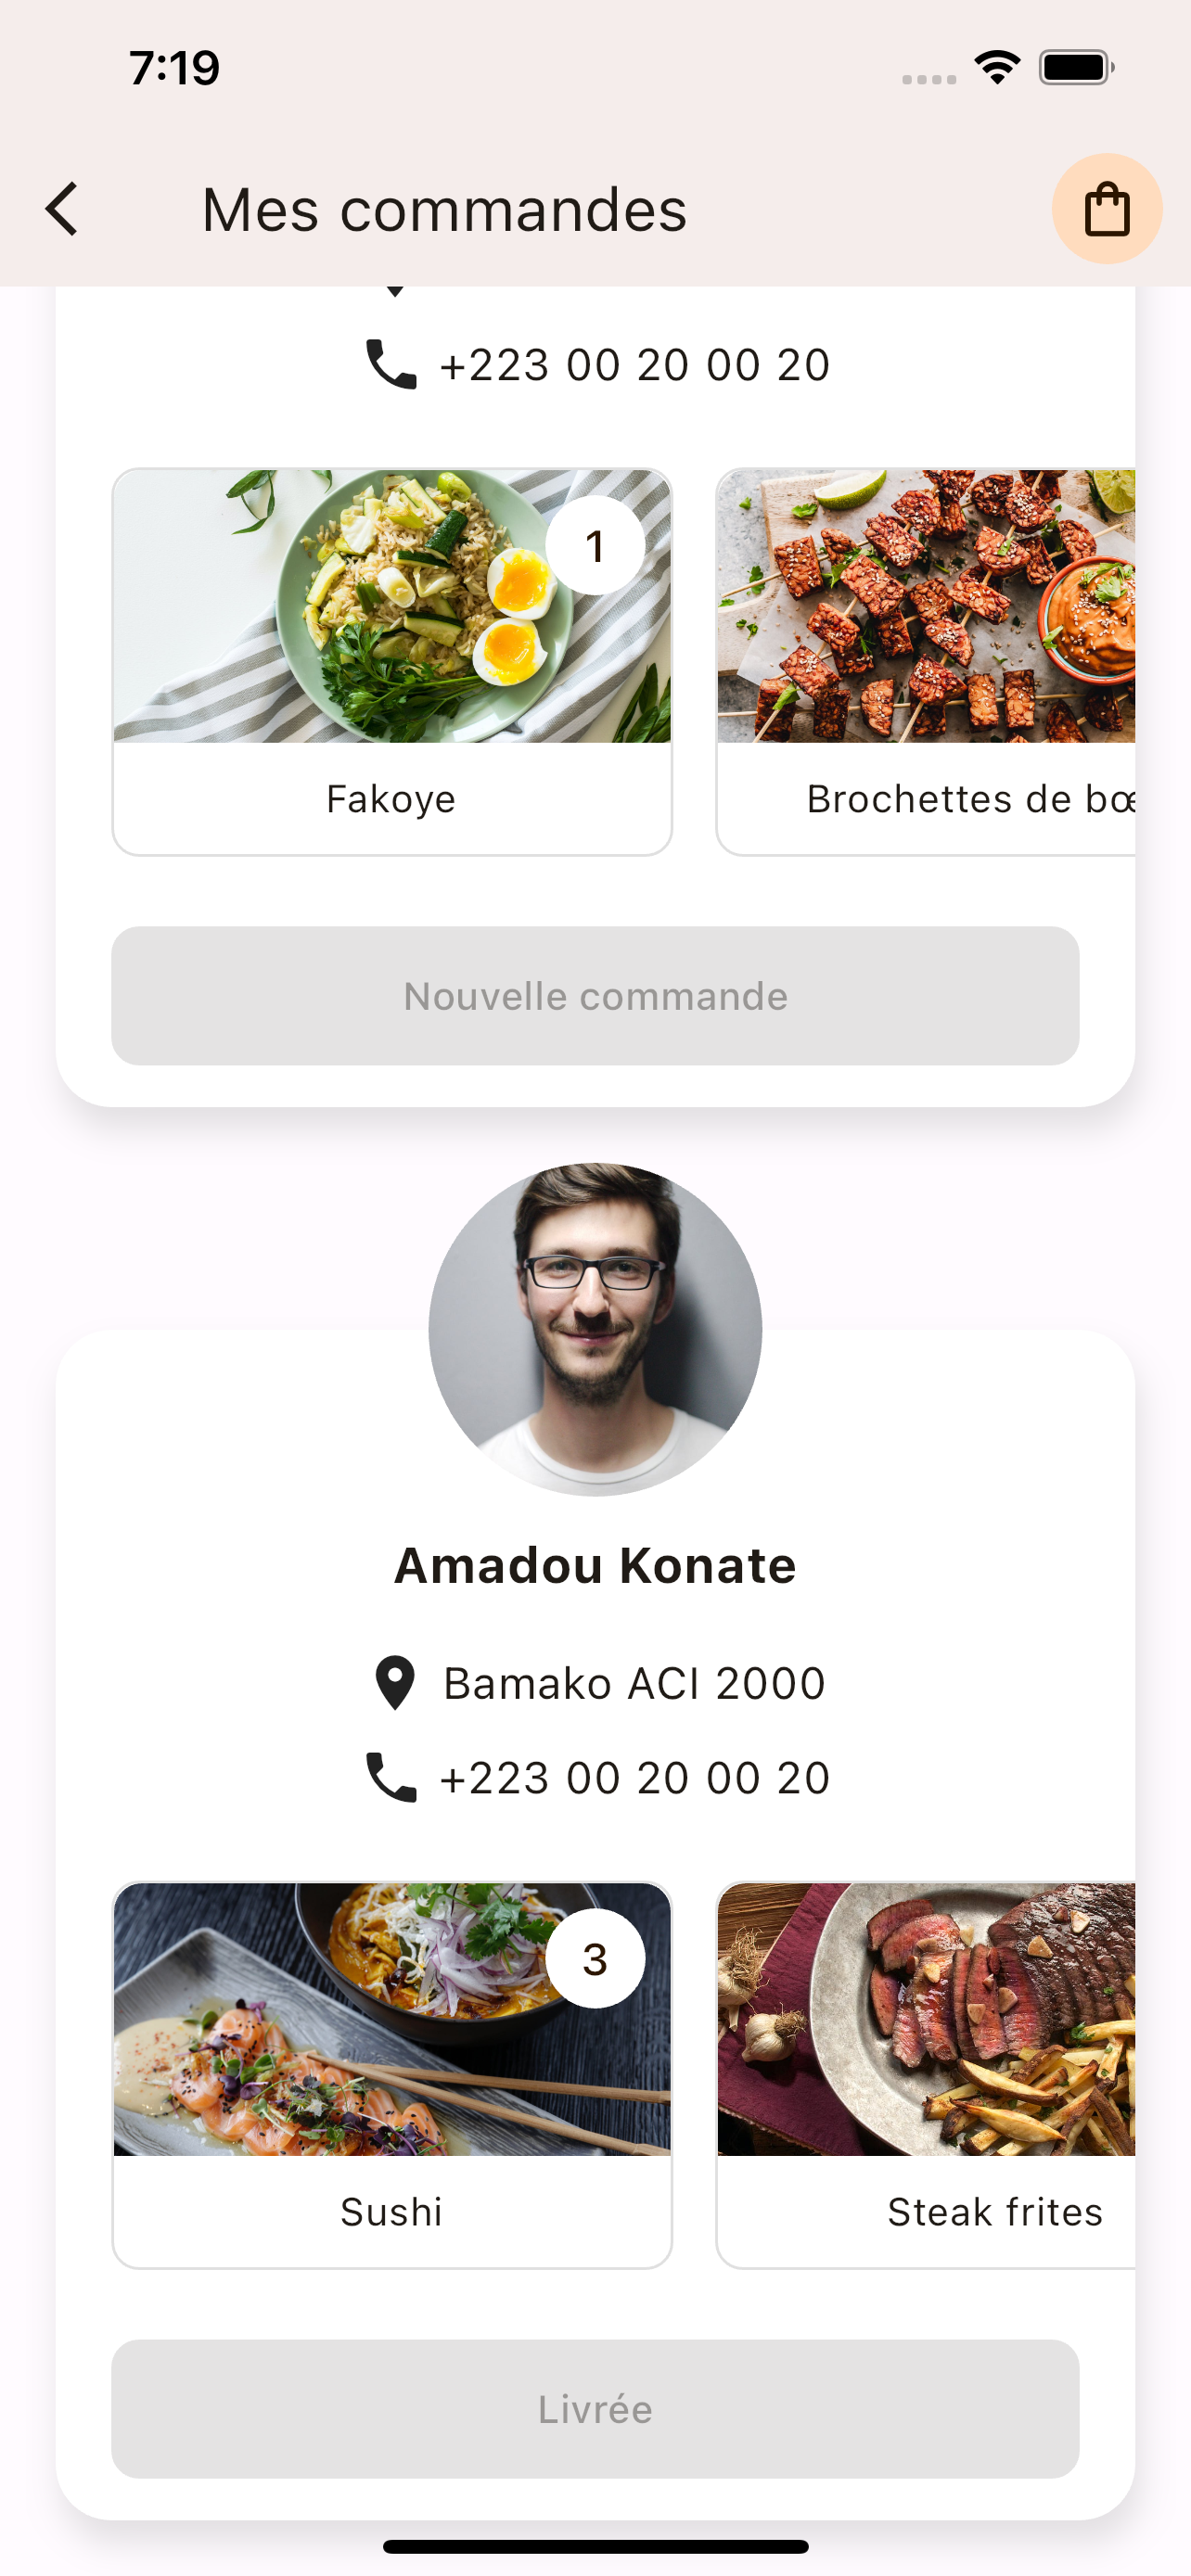 7:19
Mes commandes
+223 00 20 00 20
1
Fakoye
Brochettes de bœ
Nouvelle commande
Amadou Konate
Bamako ACI 2000
+223 00 20 00 20
3
Sushi
Steak frites
Livrée